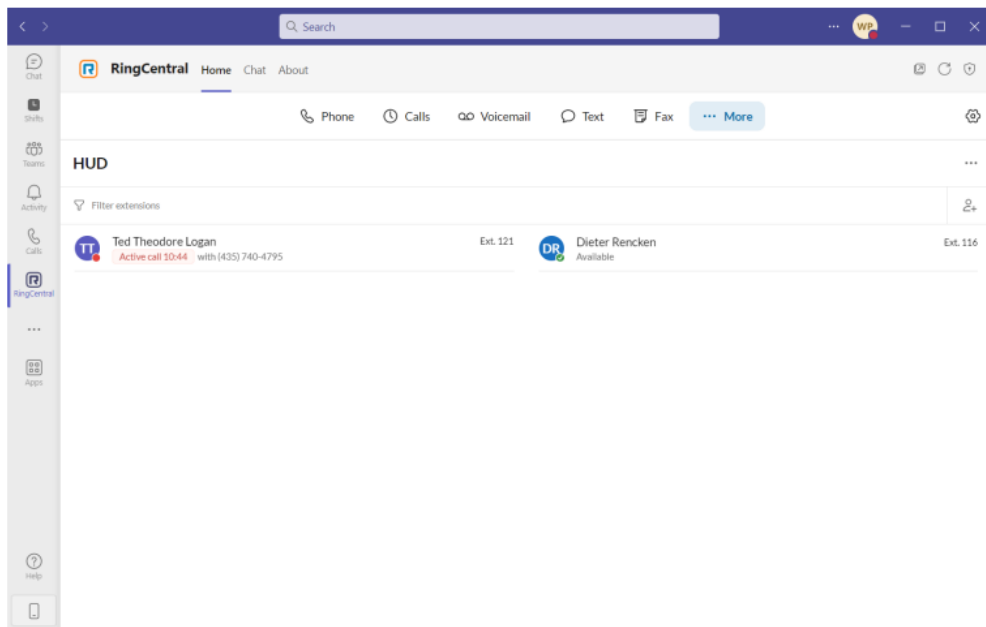 Search
WP
Chat
Shifts
Teams
Activity
Calls
RingCentral
Apps
Help
RingCentral Home Chat About
Phone Calls Voicemail Text Fax ... More
HUD
Filter extensions
TT Ted Theodore Logan Ext. 121
Active call 10:44 with (435) 740-4795
DR Dieter Rencken Ext. 116
Available